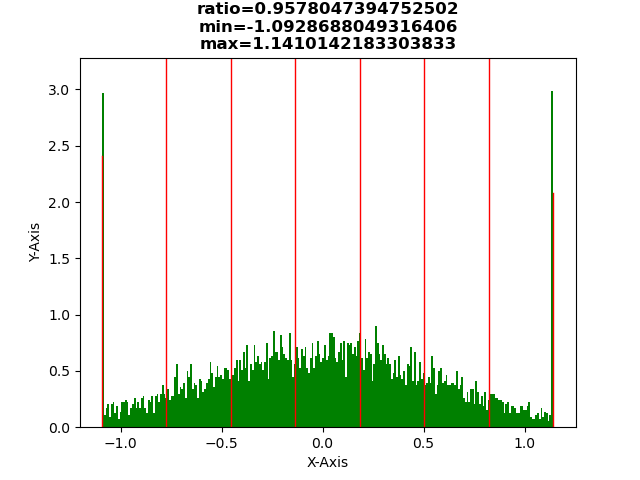 ratio=0.9578047394752502
min=-1.0928688049316406
max=1.1410142183303833
3.0
2.5
2.0
1.5
1.0
0.5
0.0
Y-Axis
−1.0 −0.5 0.0 0.5 1.0
X-Axis